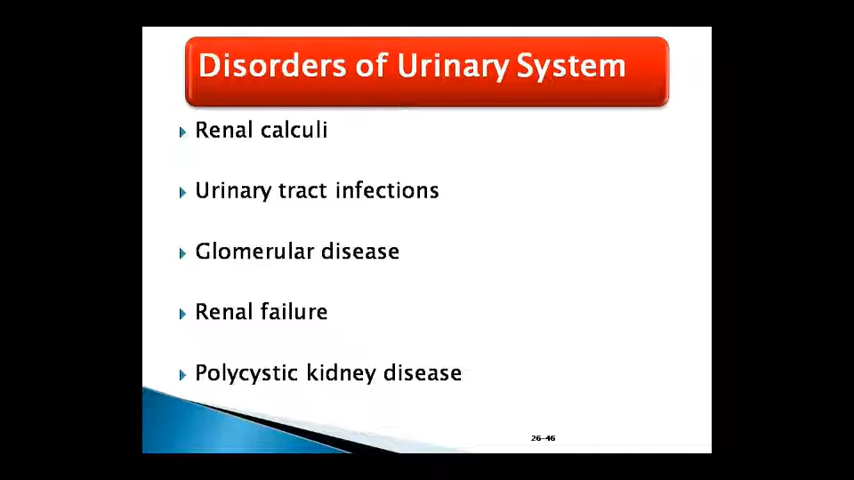 Disorders of Urinary System
Renal calculi
Urinary tract infections
Glomerular disease
Renal failure
Polycystic kidney disease
26-46